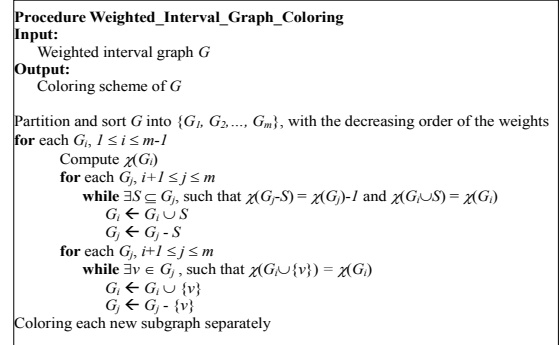 Procedure Weighted_Interval_Graph_Coloring
Input:
Weighted interval graph G
Output:
Coloring scheme of G
Partition and sort G into {G1, G2,..., Gm}, with the decreasing order of the weights
for each Gi, 1 ≤ i ≤ m-1
Compute χ(Gi)
for each Gj, i+1 ≤ j ≤ m
while ∃S ⊆ Gj, such that χ(Gj-S) = χ(Gj)-1 and χ(Gi∪S) = χ(Gi)
Gi ← Gi ∪ S
Gj ← Gj - S
for each Gj, i+1 ≤ j ≤ m
while ∃v ∈ Gj , such that χ(Gi∪{v}) = χ(Gi)
Gi ← Gi ∪ {v}
Gj ← Gj - {v}
Coloring each new subgraph separately